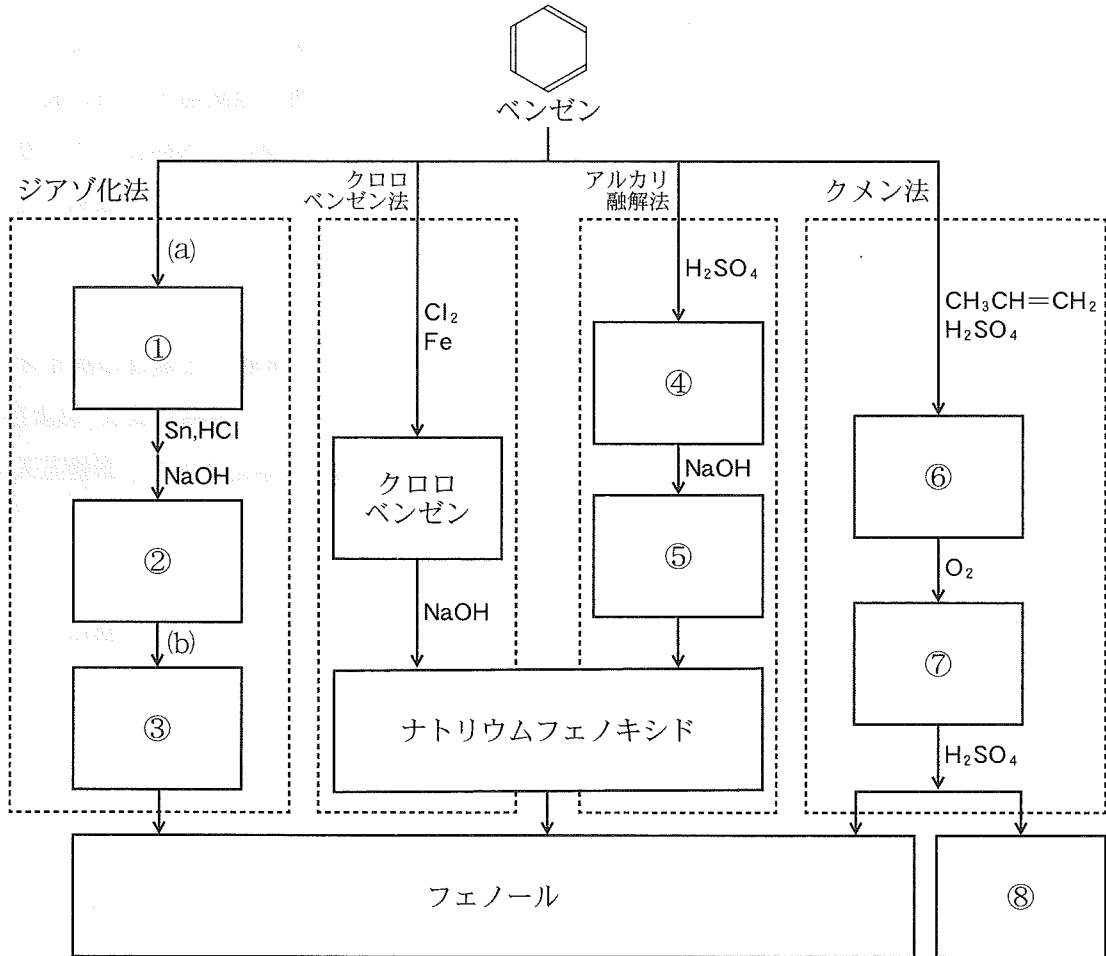 ベンゼン
ジアゾ化法
クロロ
ベンゼン法
アルカリ
融解法
クメン法
(a)
H₂SO₄
CH₃CH=CH₂
H₂SO₄
Cl₂
Fe
①
④
Sn,HCl
NaOH
NaOH
クロロ
ベンゼン
⑥
②
⑤
O₂
NaOH
(b)
⑦
③
ナトリウムフェノキシド
H₂SO₄
フェノール
⑧